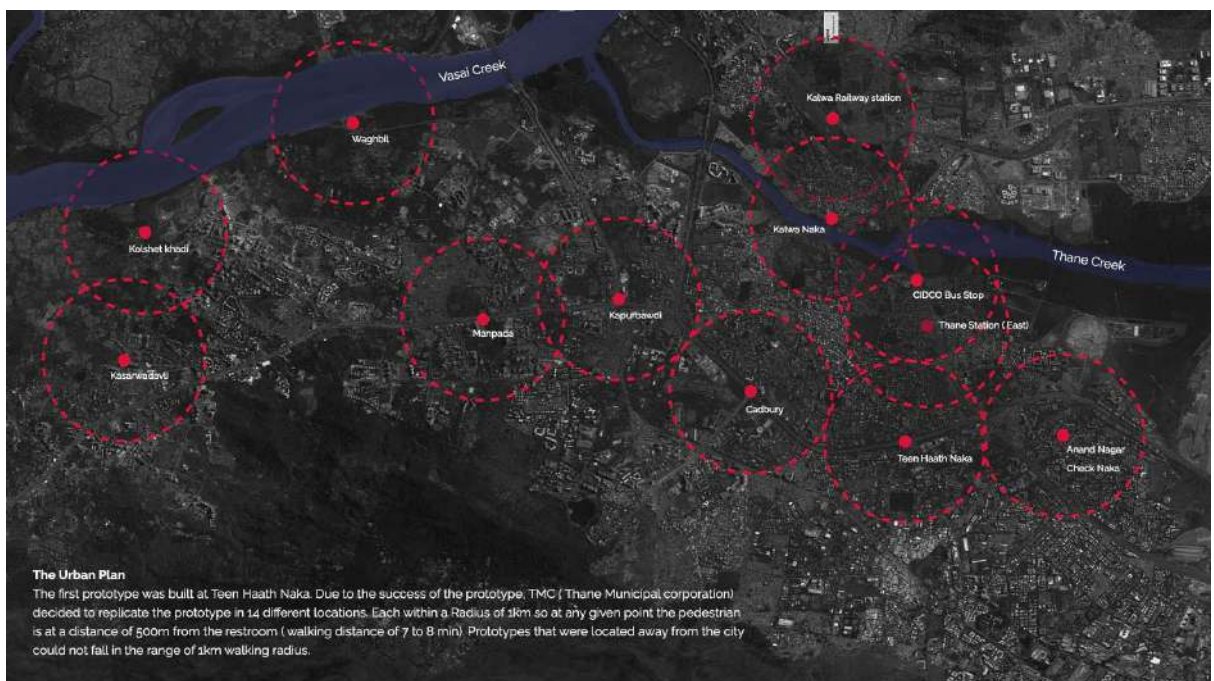 Vasai Creek
Kalwa Railway station
Waghbil
Kolshet khadi
Kalwa Naka
Thane Creek
CIDCO Bus Stop
Kapurbawdi
Thane Station ( East)
Manpada
Kasarwadavli
Cadbury
Teen Haath Naka
Anand Nagar
Check Naka
The Urban Plan
The first prototype was built at Teen Haath Naka. Due to the success of the prototype, TMC ( Thane Municipal corporation)
decided to replicate the prototype in 14 different locations. Each within a Radius of 1km so at any given point the pedestrian
is at a distance of 500m from the restroom ( walking distance of 7 to 8 min). Prototypes that were located away from the city
could not fall in the range of 1km walking radius.